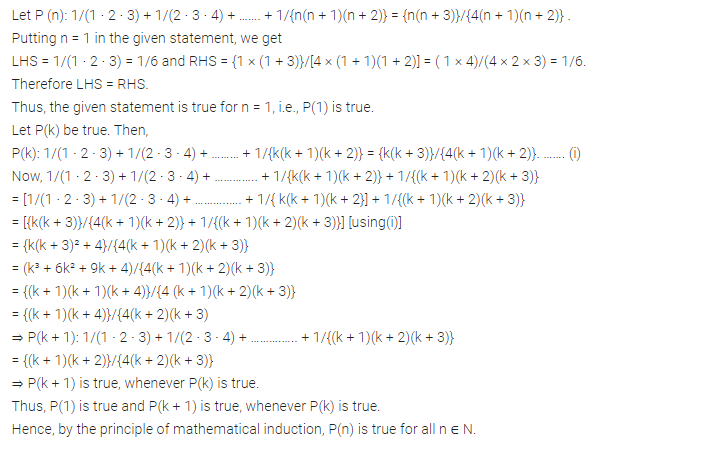 Let P (n): 1/(1 ∙ 2 ∙ 3) + 1/(2 ∙ 3 ∙ 4) + ……. + 1/{n(n + 1)(n + 2)} = {n(n + 3)}/{4(n + 1)(n + 2)} .
Putting n = 1 in the given statement, we get
LHS = 1/(1 ∙ 2 ∙ 3) = 1/6 and RHS = {1 × (1 + 3)}/[4 × (1 + 1)(1 + 2)] = ( 1 × 4)/(4 × 2 × 3) = 1/6.
Therefore LHS = RHS.
Thus, the given statement is true for n = 1, i.e., P(1) is true.
Let P(k) be true. Then,
P(k): 1/(1 ∙ 2 ∙ 3) + 1/(2 ∙ 3 ∙ 4) + ……... + 1/{k(k + 1)(k + 2)} = {k(k + 3)}/{4(k + 1)(k + 2)}. ……. (i)
Now, 1/(1 ∙ 2 ∙ 3) + 1/(2 ∙ 3 ∙ 4) + ………….. + 1/{k(k + 1)(k + 2)} + 1/{(k + 1)(k + 2)(k + 3)}
= [1/(1 ∙ 2 ∙ 3) + 1/(2 ∙ 3 ∙ 4) + ………..…. + 1/{ k(k + 1)(k + 2}] + 1/{(k + 1)(k + 2)(k + 3)}
= [{k(k + 3)}/{4(k + 1)(k + 2)} + 1/{(k + 1)(k + 2)(k + 3)}] [using(i)]
= {k(k + 3)² + 4}/{4(k + 1)(k + 2)(k + 3)}
= (k³ + 6k² + 9k + 4)/{4(k + 1)(k + 2)(k + 3)}
= {(k + 1)(k + 1)(k + 4)}/{4 (k + 1)(k + 2)(k + 3)}
= {(k + 1)(k + 4)}/{4(k + 2)(k + 3)
⇒ P(k + 1): 1/(1 ∙ 2 ∙ 3) + 1/(2 ∙ 3 ∙ 4) + ……….….. + 1/{(k + 1)(k + 2)(k + 3)}
= {(k + 1)(k + 2)}/{4(k + 2)(k + 3)}
⇒ P(k + 1) is true, whenever P(k) is true.
Thus, P(1) is true and P(k + 1) is true, whenever P(k) is true.
Hence, by the principle of mathematical induction, P(n) is true for all n ϵ N.